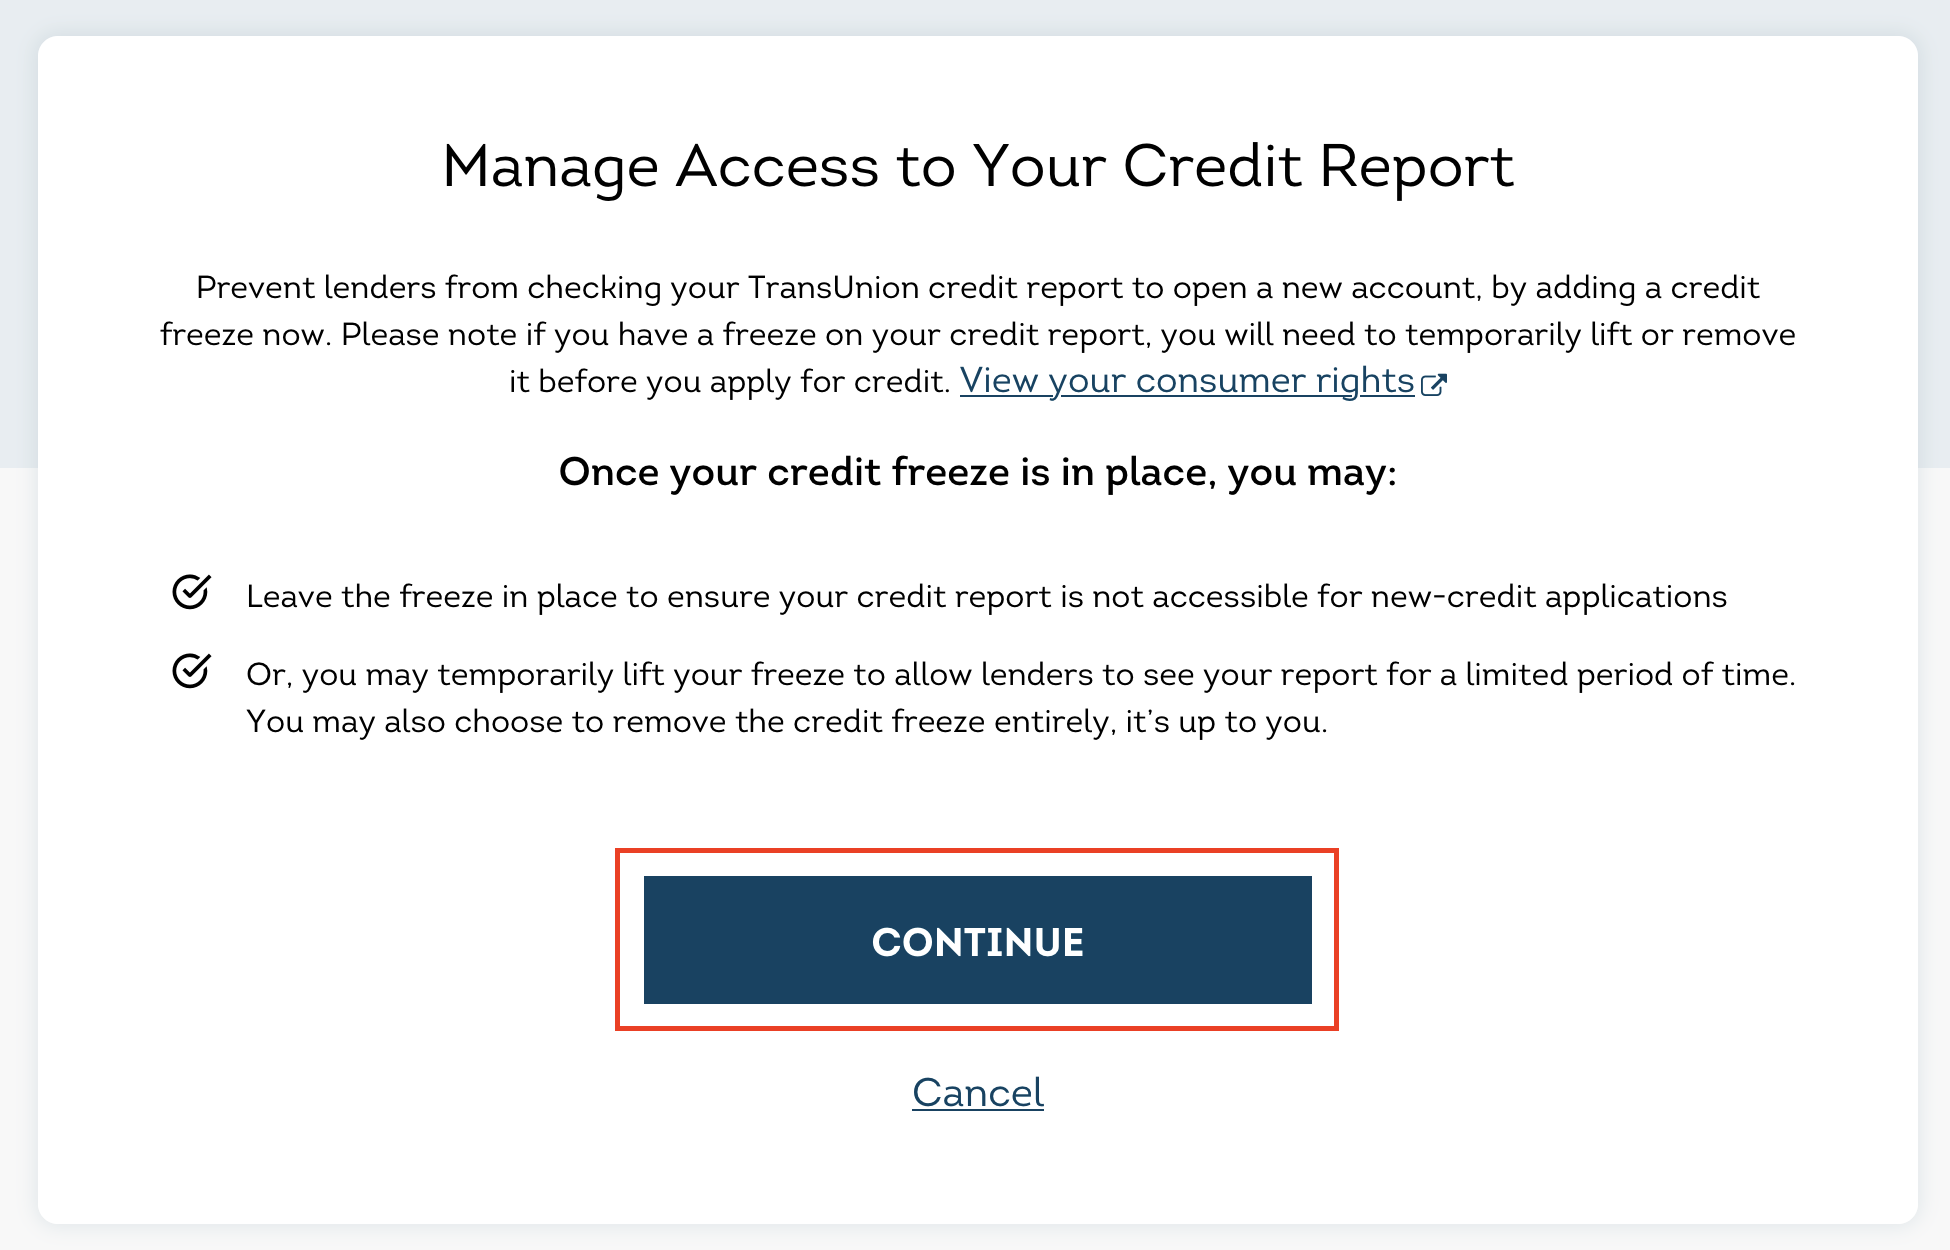 Manage Access to Your Credit Report
Prevent lenders from checking your TransUnion credit report to open a new account, by adding a credit
freeze now. Please note if you have a freeze on your credit report, you will need to temporarily lift or remove
it before you apply for credit. View your consumer rights
Once your credit freeze is in place, you may:
Leave the freeze in place to ensure your credit report is not accessible for new-credit applications
Or, you may temporarily lift your freeze to allow lenders to see your report for a limited period of time.
You may also choose to remove the credit freeze entirely, it’s up to you.
CONTINUE
Cancel